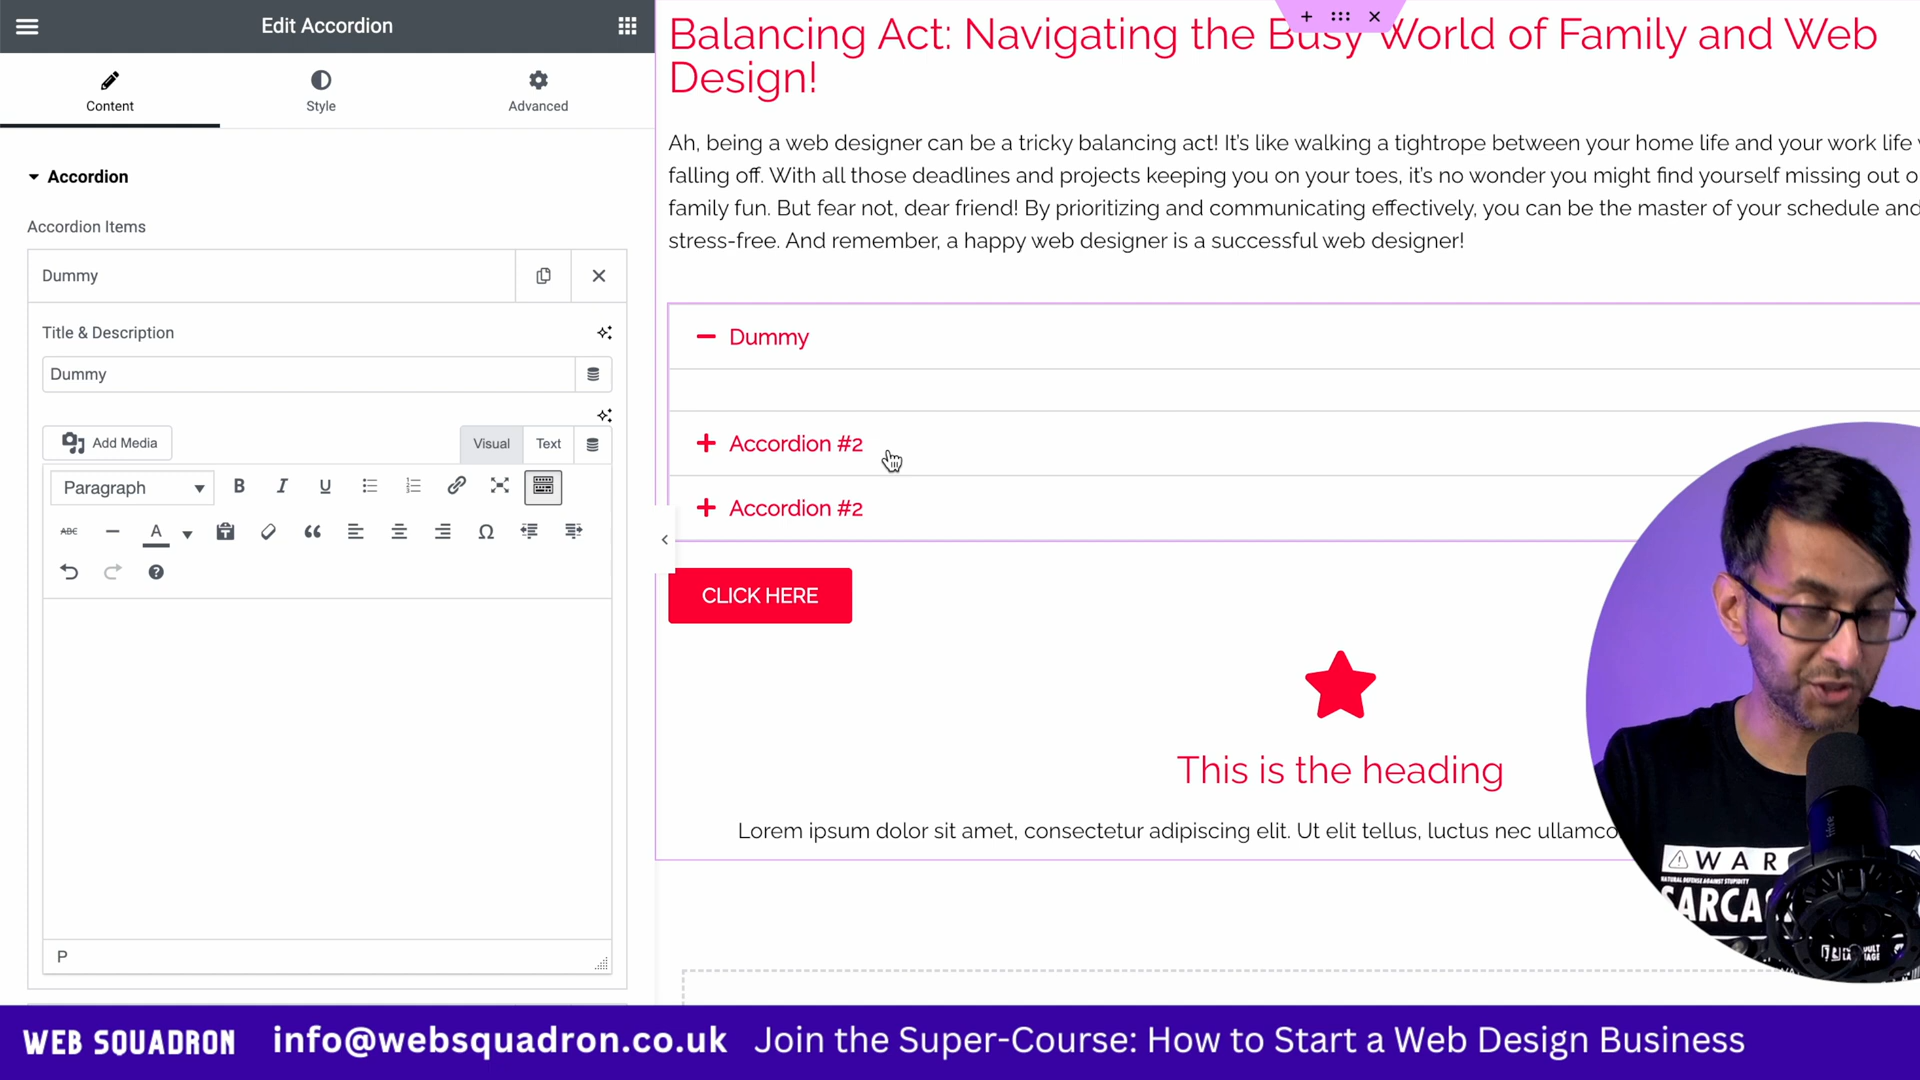 Edit Accordion
Content
Style
Advanced
Accordion
Accordion Items
Dummy
Title & Description
Dummy
Add Media
Visual
Text
Paragraph
B
I
U
ABC
A
Ω
P
Balancing Act: Navigating the Busy World of Family and Web
Design!
Ah, being a web designer can be a tricky balancing act! It's like walking a tightrope between your home life and your work life
falling off. With all those deadlines and projects keeping you on your toes, it's no wonder you might find yourself missing out
family fun. But fear not, dear friend! By prioritizing and communicating effectively, you can be the master of your schedule and
stress-free. And remember, a happy web designer is a successful web designer!
Dummy
Accordion #2
Accordion #2
CLICK HERE
This is the heading
Lorem ipsum dolor sit amet, consectetur adipiscing elit. Ut elit tellus, luctus nec ullamco
WAR
SARCA
WEB SQUADRON
info@websquadron.co.uk
Join the Super-Course: How to Start a Web Design Business